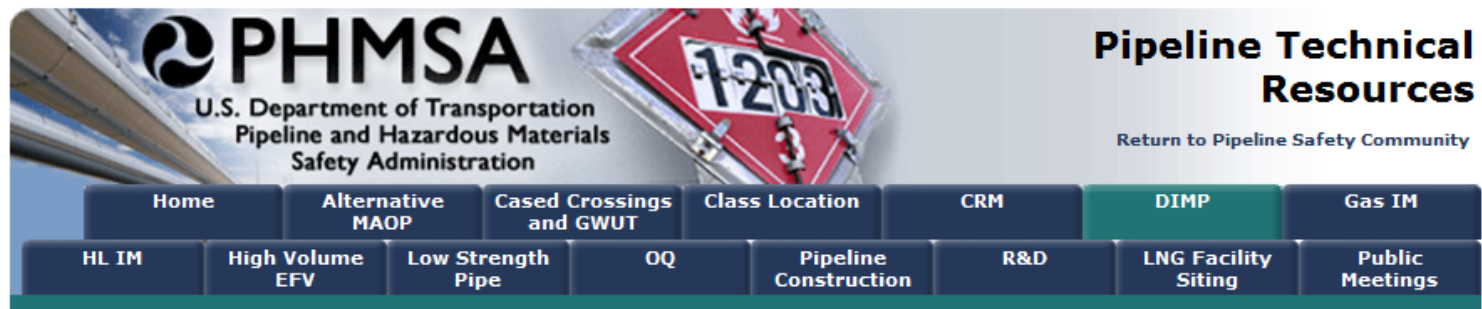 PHMSA
U.S. Department of Transportation
Pipeline and Hazardous Materials
Safety Administration
1203
3
Pipeline Technical
Resources
Return to Pipeline Safety Community
Home
Alternative
MAOP
Cased Crossings
and GWUT
Class Location
CRM
DIMP
Gas IM
HL IM
High Volume
EFV
Low Strength
Pipe
OQ
Pipeline
Construction
R&D
LNG Facility
Siting
Public
Meetings